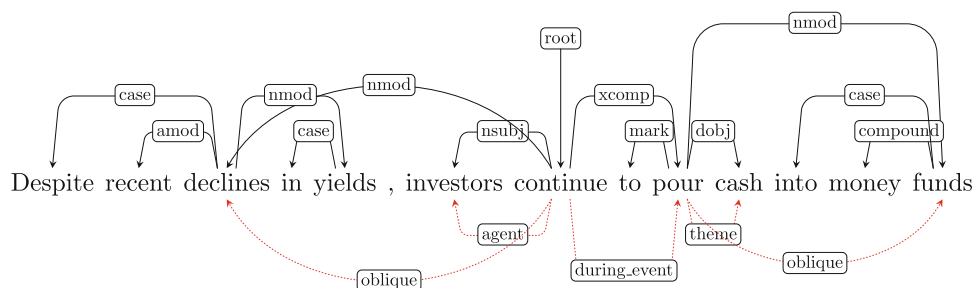 nmod
root
nmod
case nmod xcomp case
amod case nsubj mark dobj compound
Despite recent declines in yields , investors continue to pour cash into money funds
agent theme
oblique during_event oblique